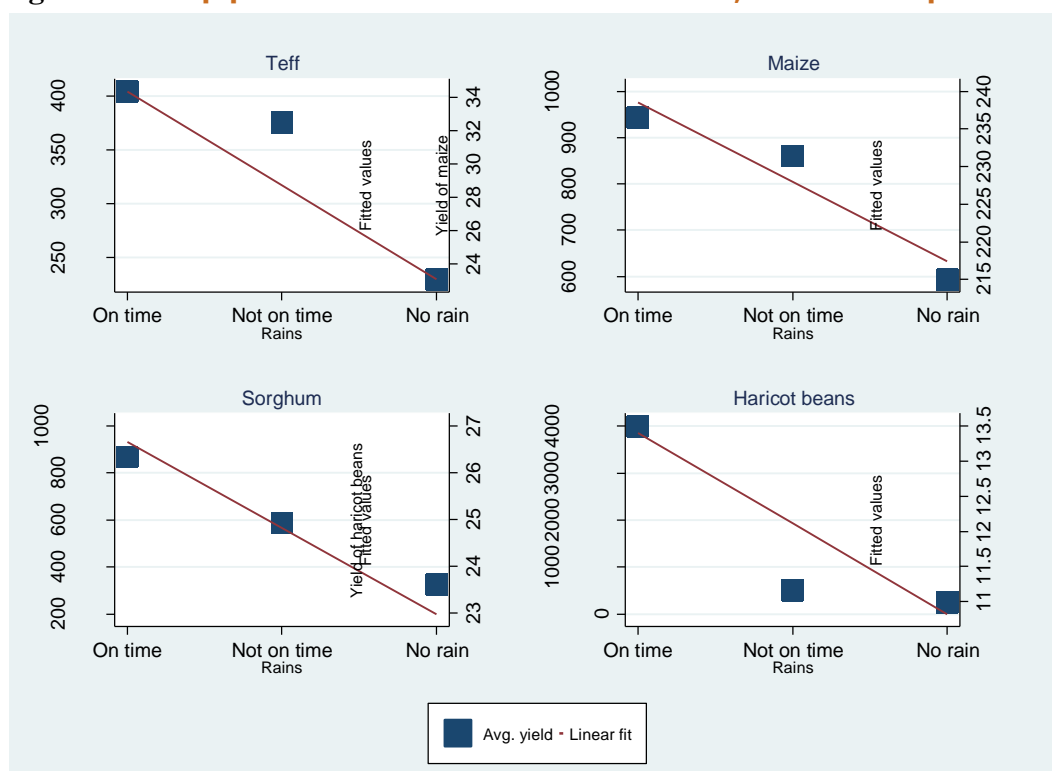 Teff
400
350
300
250
34
32
30
28
26
24
Fitted values
Yield of maize
On time
Not on time
No rain
Rains
Maize
1000
900
800
700
600
240
235
230
225
220
215
Fitted values
On time
Not on time
No rain
Rains
Sorghum
1000
800
600
400
200
27
26
25
24
23
Yield of haricot beans
Fitted values
On time
Not on time
No rain
Rains
Haricot beans
4000
3000
2000
1000
0
13.5
13
12.5
12
11.5
11
Fitted values
On time
Not on time
No rain
Rains
Avg. yield
Linear fit